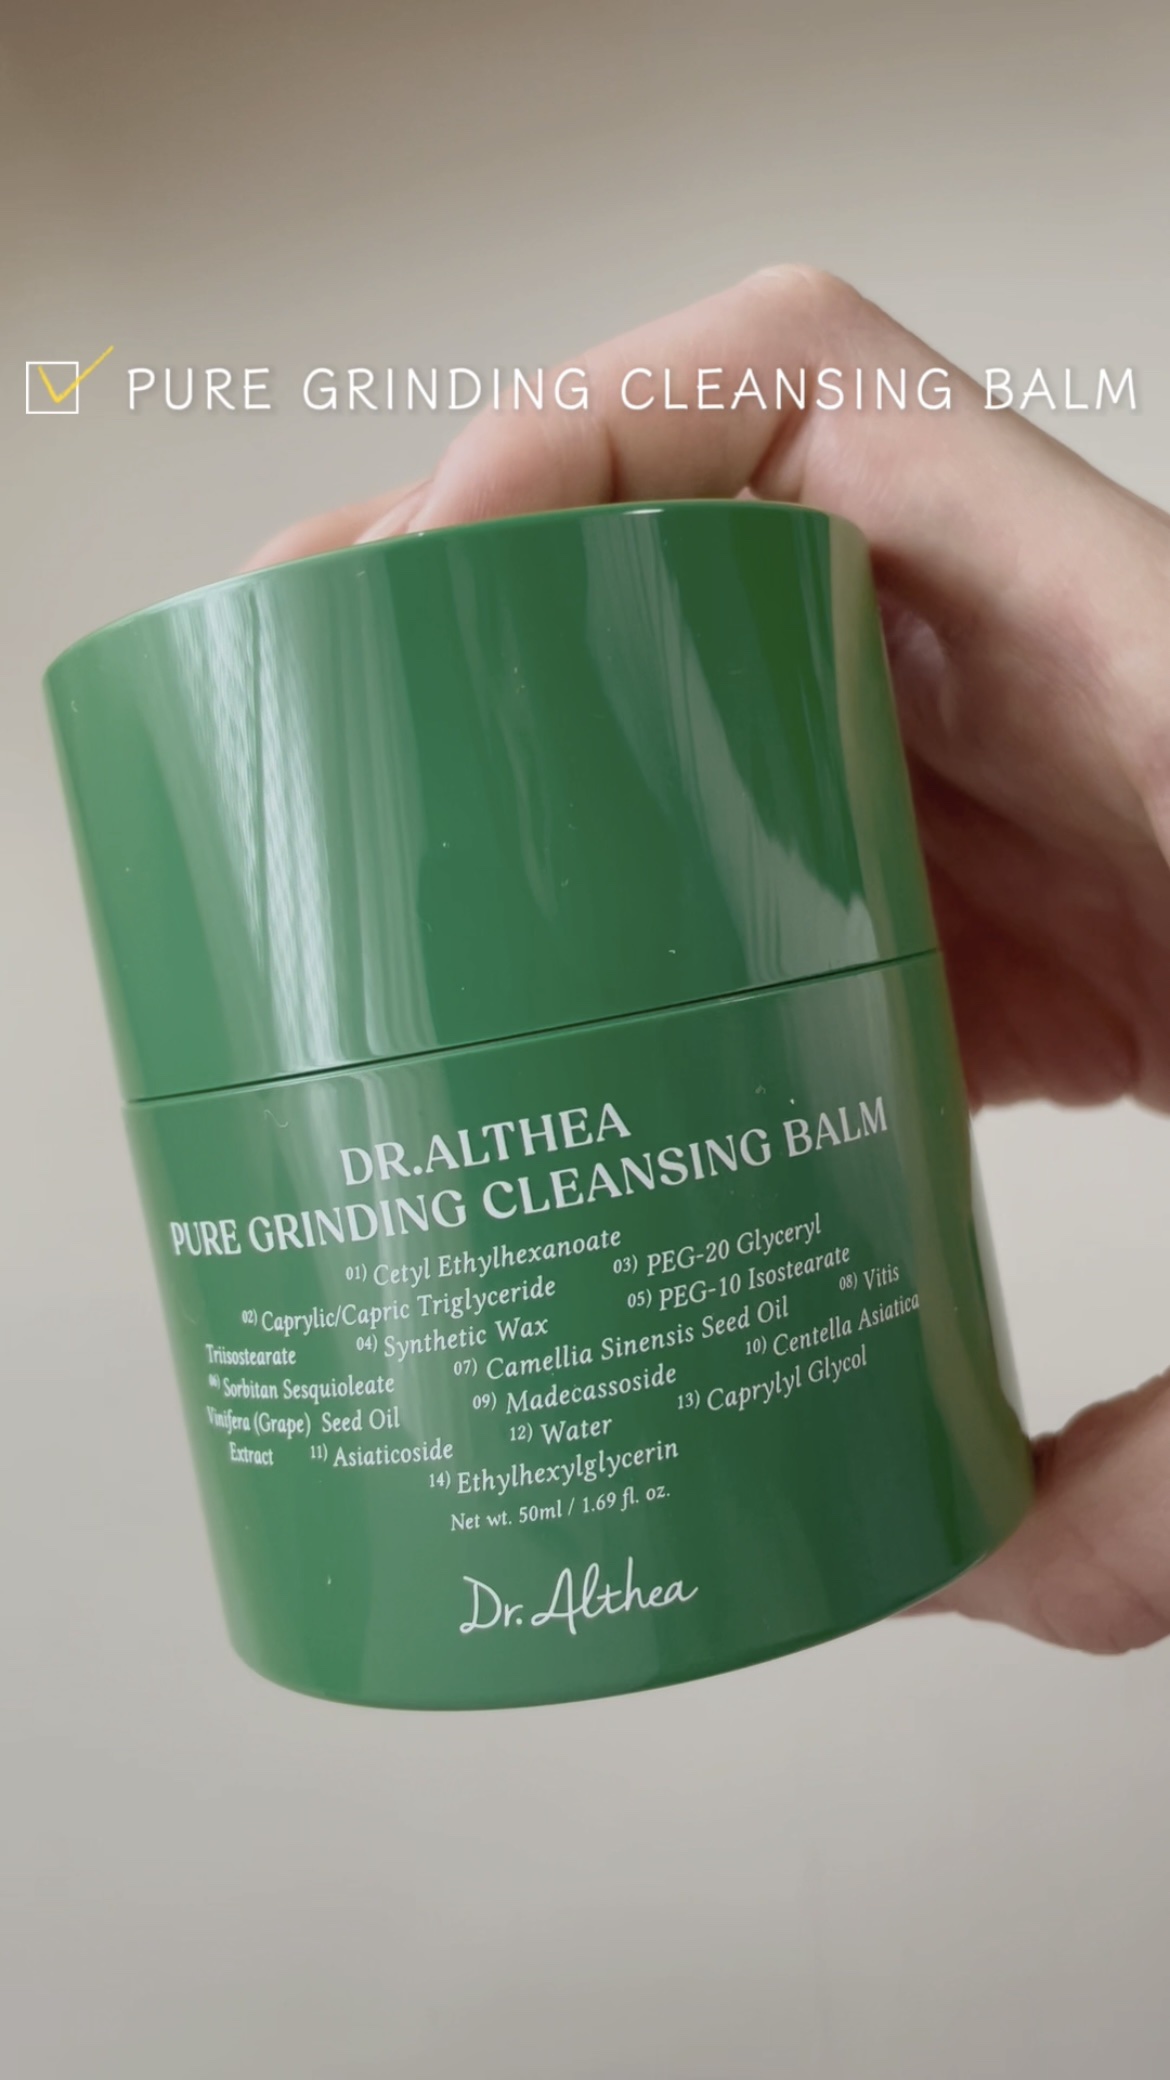 PURE GRINDING CLEANSING BALM
DR.ALTHEA
PURE GRINDING CLEANSING BALM
01) Cetyl Ethylhexanoate
02) Caprylic/Capric Triglyceride 03) PEG-20 Glyceryl
Triisostearate 04) Synthetic Wax 05) PEG-10 Isostearate
06) Sorbitan Sesquioleate 07) Camellia Sinensis Seed Oil 08) Vitis
Vinifera (Grape) Seed Oil 09) Madecassoside 10) Centella Asiatica
Extract 11) Asiaticoside 12) Water 13) Caprylyl Glycol
14) Ethylhexylglycerin
Net wt. 50ml / 1.69 fl. oz.
Dr. Althea